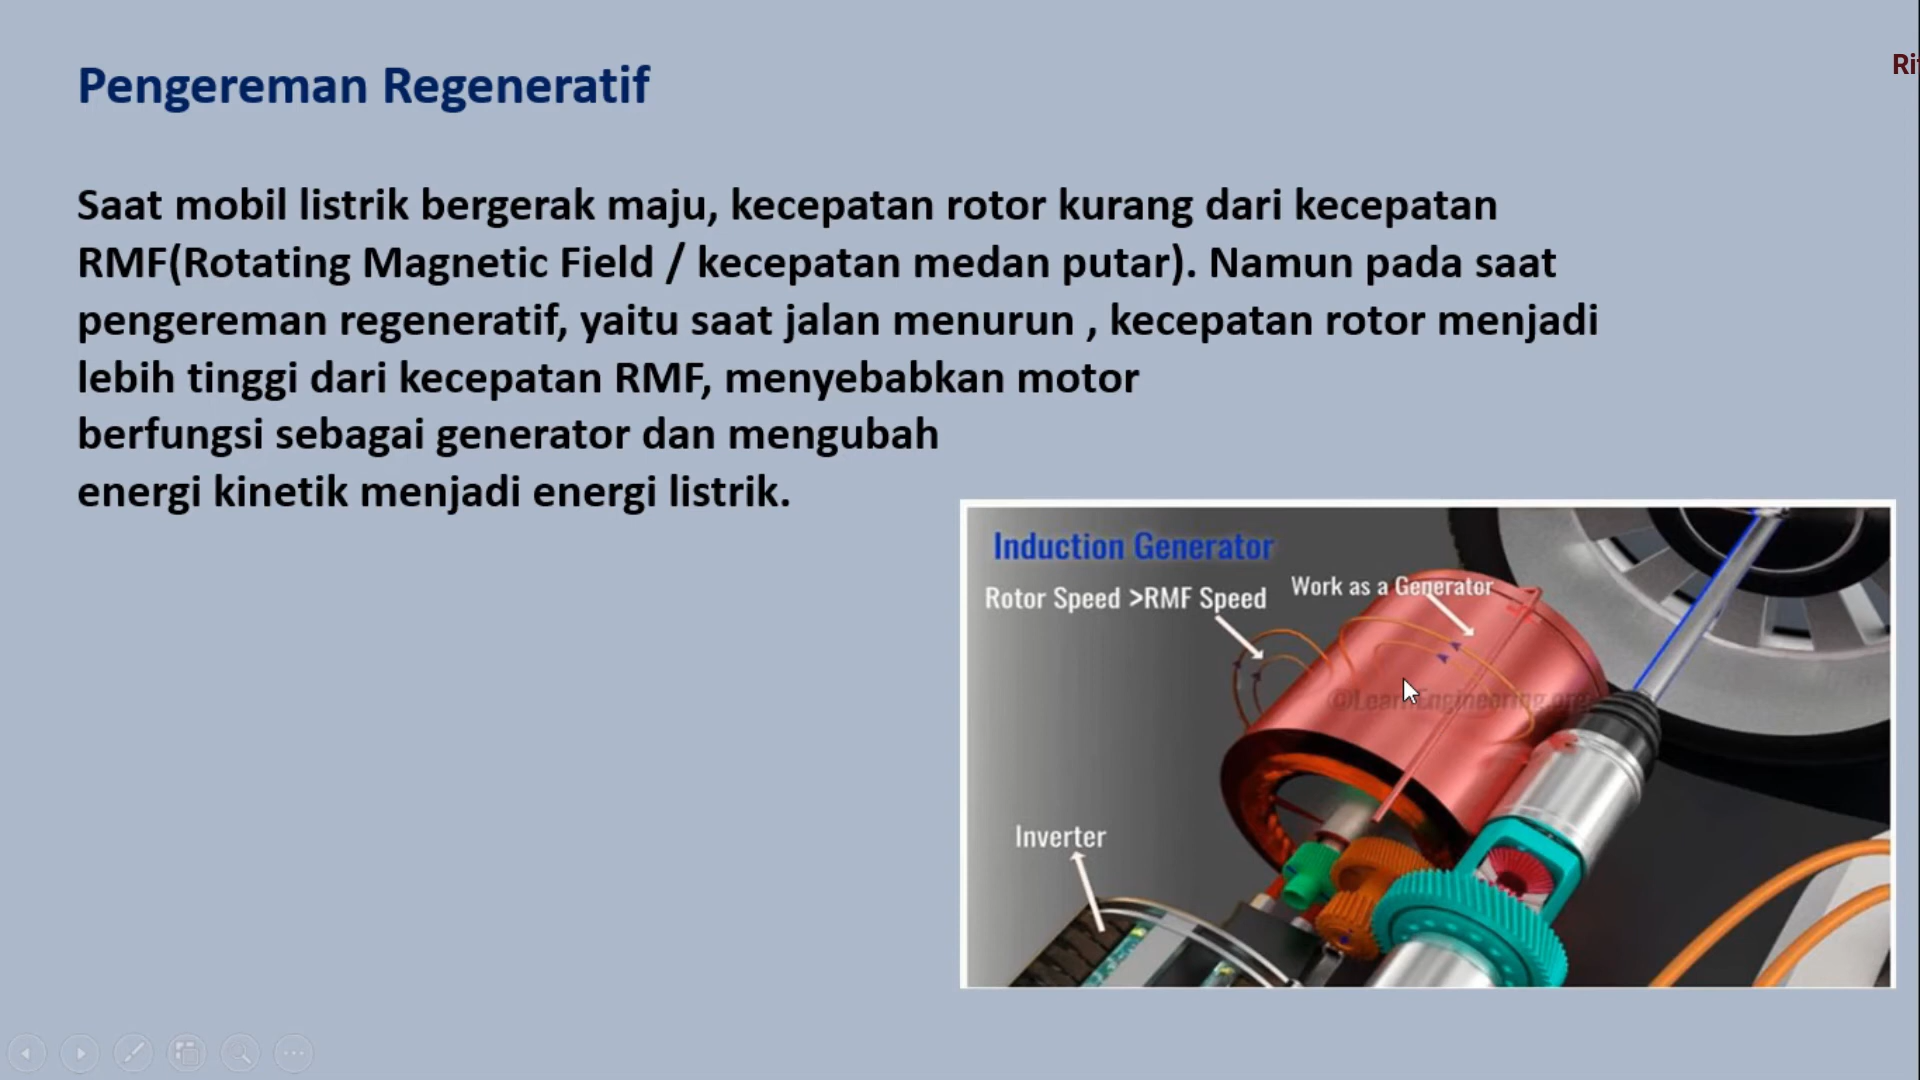 Pengereman Regeneratif
Saat mobil listrik bergerak maju, kecepatan rotor kurang dari kecepatan
RMF(Rotating Magnetic Field / kecepatan medan putar). Namun pada saat
pengereman regeneratif, yaitu saat jalan menurun , kecepatan rotor menjadi
lebih tinggi dari kecepatan RMF, menyebabkan motor
berfungsi sebagai generator dan mengubah
energi kinetik menjadi energi listrik.
Induction Generator
Rotor Speed >RMF Speed
Work as a Generator
@LearnEngineering.org
Inverter